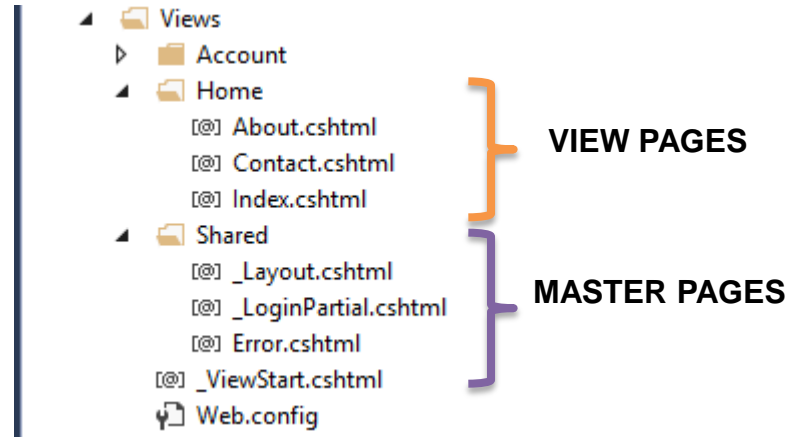 Views
Account
Home
[@] About.cshtml
[@] Contact.cshtml
[@] Index.cshtml
VIEW PAGES
Shared
[@] _Layout.cshtml
[@] _LoginPartial.cshtml
[@] Error.cshtml
MASTER PAGES
[@] _ViewStart.cshtml
Web.config